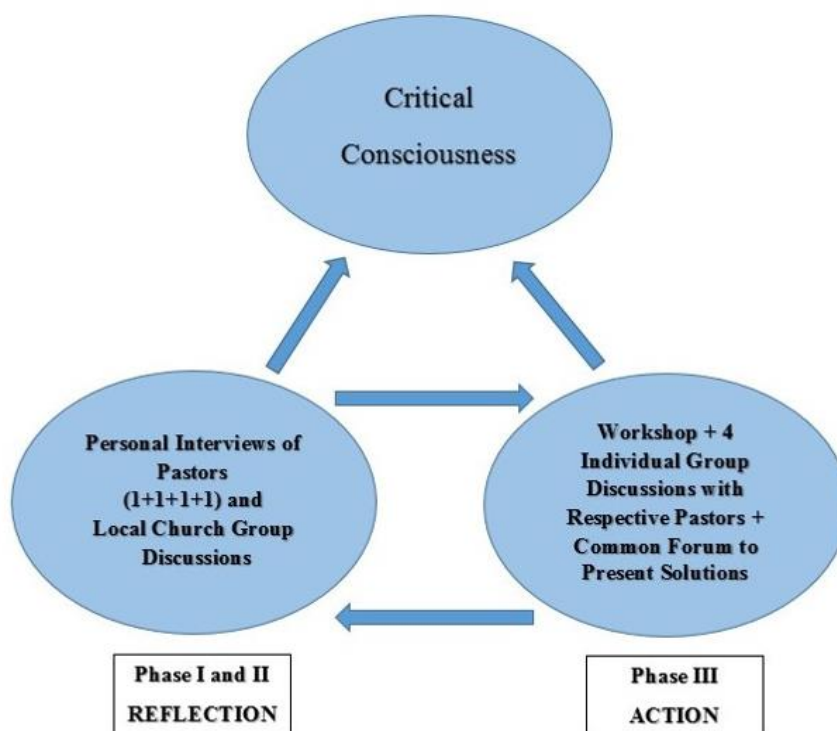 Critical
Consciousness
Personal Interviews of
Pastors
(1+1+1+1) and
Local Church Group
Discussions
Workshop + 4
Individual Group
Discussions with
Respective Pastors +
Common Forum to
Present Solutions
Phase I and II
REFLECTION
Phase III
ACTION